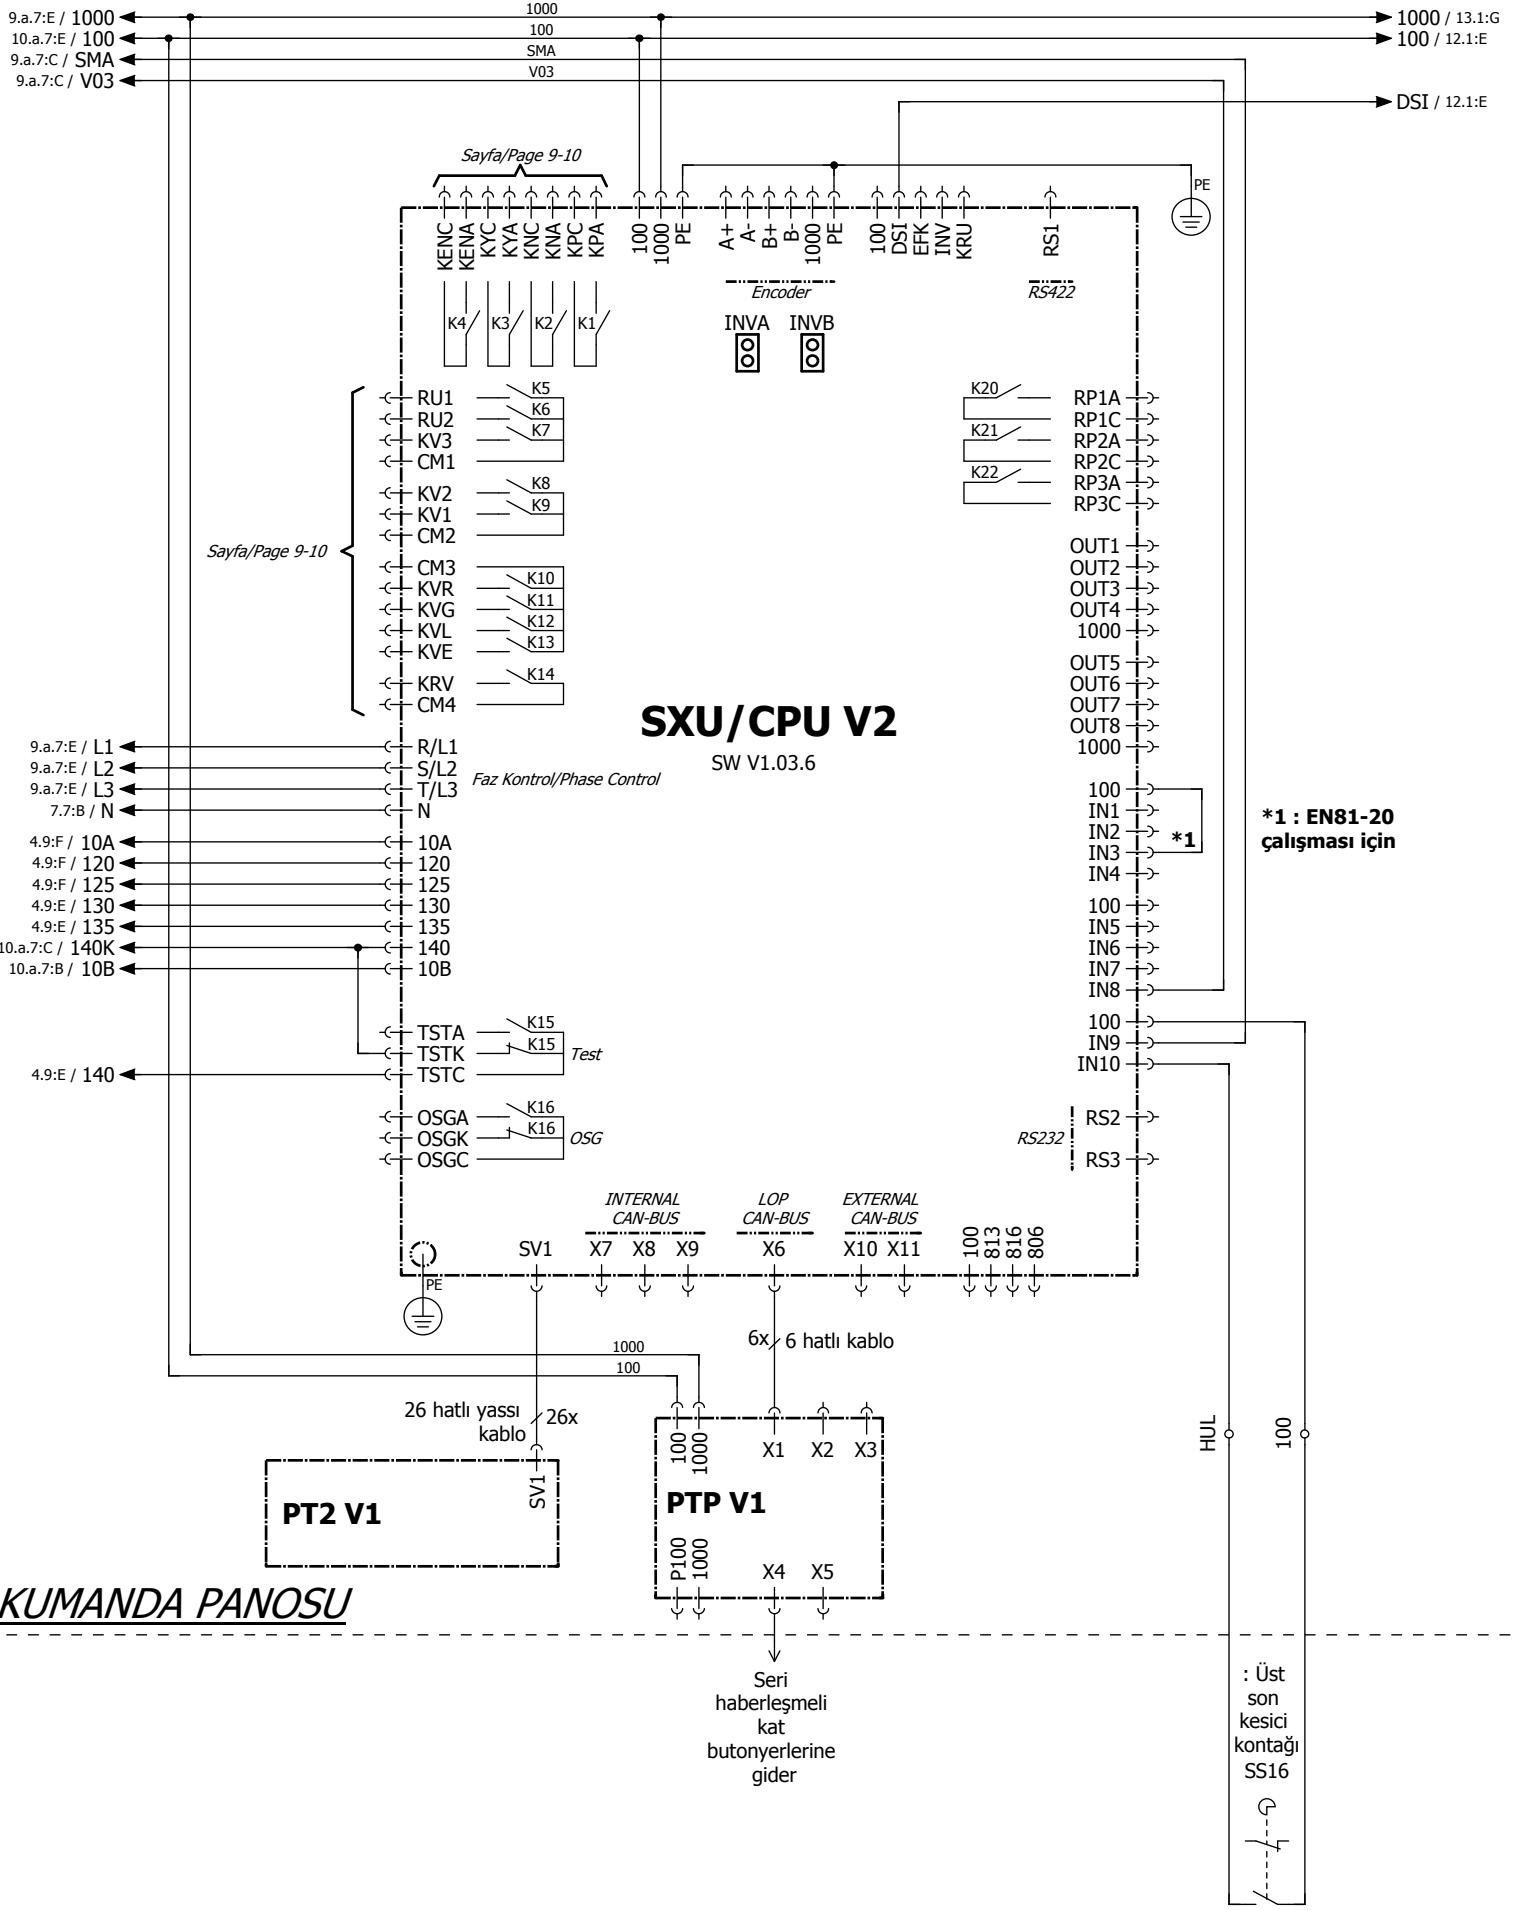 9.a.7:E / 1000
1000
1000 / 13.1:G
10.a.7:E / 100
100
100 / 12.1:E
9.a.7:C / SMA
SMA
9.a.7:C / V03
V03
DSI / 12.1:E
Sayfa/Page 9-10
PE
KENC
KENA
KYC
KYA
KNC
KNA
KPC
KPA
100
1000
PE
A+
A-
B+
B-
1000
PE
100
DSI
EFK
INV
KRU
RS1
Encoder
RS422
K4
K3
K2
K1
INVA
INVB
RU1
K5
RU2
K6
KV3
K7
CM1
KV2
K8
KV1
K9
CM2
Sayfa/Page 9-10
CM3
KVR
K10
KVG
K11
KVL
K12
KVE
K13
KRV
K14
CM4
K20
RP1A
RP1C
K21
RP2A
RP2C
K22
RP3A
RP3C
OUT1
OUT2
OUT3
OUT4
1000
OUT5
OUT6
OUT7
OUT8
1000
SXU/CPU V2
SW V1.03.6
9.a.7:E / L1
R/L1
9.a.7:E / L2
S/L2
9.a.7:E / L3
T/L3
Faz Kontrol/Phase Control
7.7:B / N
N
4.9:F / 10A
10A
4.9:F / 120
120
4.9:F / 125
125
4.9:E / 130
130
4.9:E / 135
135
10.a.7:C / 140K
140
10.a.7:B / 10B
10B
100
IN1
IN2
IN3
IN4
*1
*1 : EN81-20
çalışması için
100
IN5
IN6
IN7
IN8
100
IN9
IN10
TSTA
K15
TSTK
K15
Test
4.9:E / 140
TSTC
OSGA
K16
OSGK
K16
OSG
OSGC
RS232
RS2
RS3
INTERNAL
CAN-BUS
LOP
CAN-BUS
EXTERNAL
CAN-BUS
SV1
X7
X8
X9
X6
X10
X11
100
813
816
806
PE
1000
100
6x
6 hatlı kablo
26 hatlı yassı
kablo
26x
100
1000
X1
X2
X3
HUL
100
PT2 V1
SV1
PTP V1
P100
1000
X4
X5
KUMANDA PANOSU
Seri
haberleşmeli
kat
butonyerlerine
gider
: Üst
son
kesici
kontağı
SS16